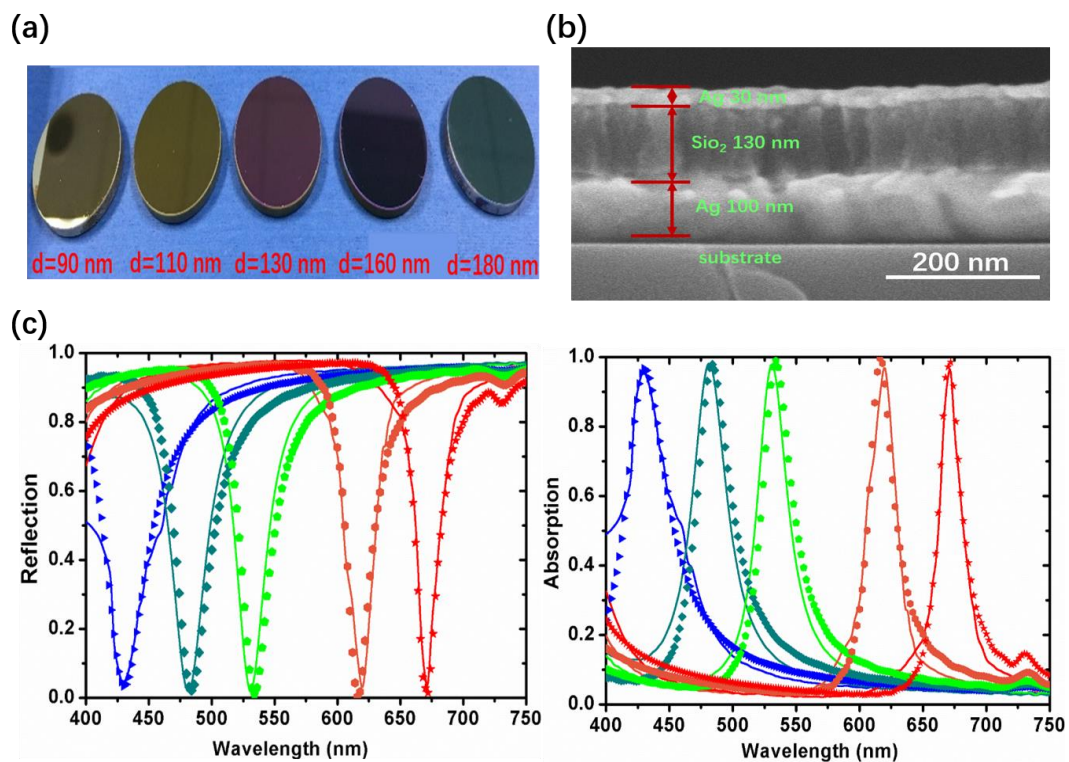 (a)
d=90 nm d=110 nm d=130 nm d=160 nm d=180 nm
(b)
Ag 30 nm
Sio₂ 130 nm
Ag 100 nm
substrate
200 nm
(c)
Reflection
1.0
0.8
0.6
0.4
0.2
0.0
400 450 500 550 600 650 700 750
Wavelength (nm)
Absorption
1.0
0.8
0.6
0.4
0.2
0.0
400 450 500 550 600 650 700 750
Wavelength (nm)